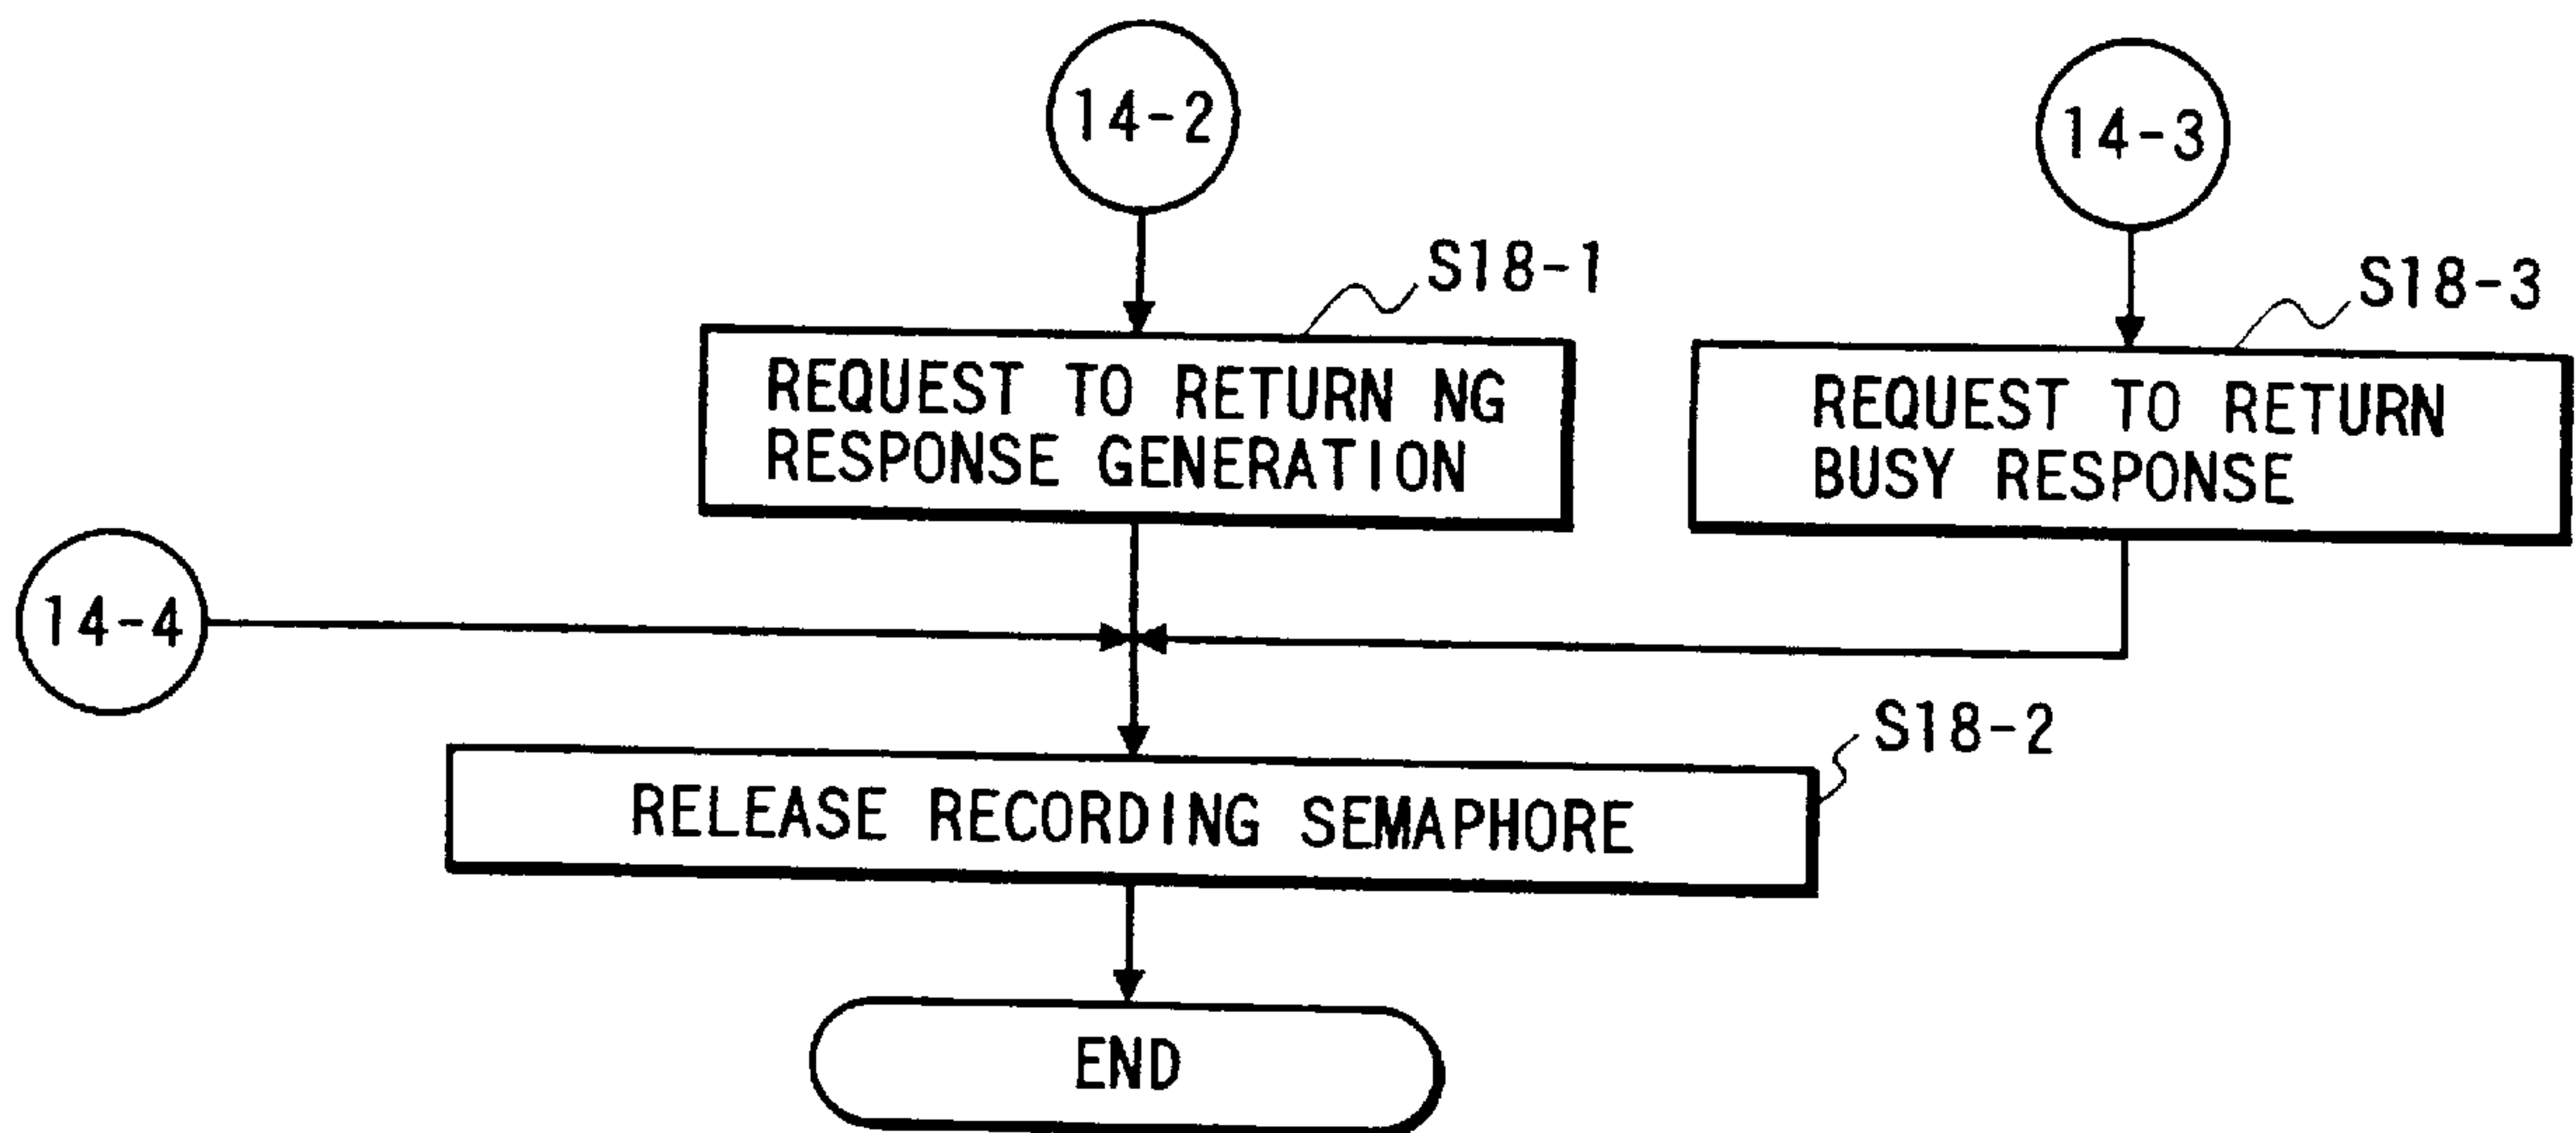 14-2
14-3
S18-1
S18-3
REQUEST TO RETURN NG
RESPONSE GENERATION
REQUEST TO RETURN
BUSY RESPONSE
14-4
S18-2
RELEASE RECORDING SEMAPHORE
END